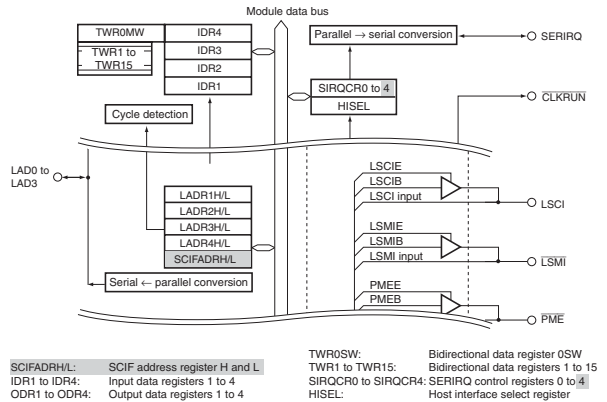 Module data bus
TWR0MW
IDR4
TWR1 to
TWR15
IDR3
IDR2
IDR1
Parallel → serial conversion
SERIRQ
SIRQCR0 to 4
HISEL
CLKRUN
Cycle detection
LAD0 to
LAD3
LADR1H/L
LADR2H/L
LADR3H/L
LADR4H/L
SCIFADRH/L
Serial ← parallel conversion
LSCIE
LSCIB
LSCI input
LSCI
LSMIE
LSMIB
LSMI input
LSMI
PMEE
PMEB
PME
SCIFADRH/L: SCIF address register H and L
IDR1 to IDR4: Input data registers 1 to 4
ODR1 to ODR4: Output data registers 1 to 4
TWR0SW: Bidirectional data register 0SW
TWR1 to TWR15: Bidirectional data registers 1 to 15
SIRQCR0 to SIRQCR4: SERIRQ control registers 0 to 4
HISEL: Host interface select register